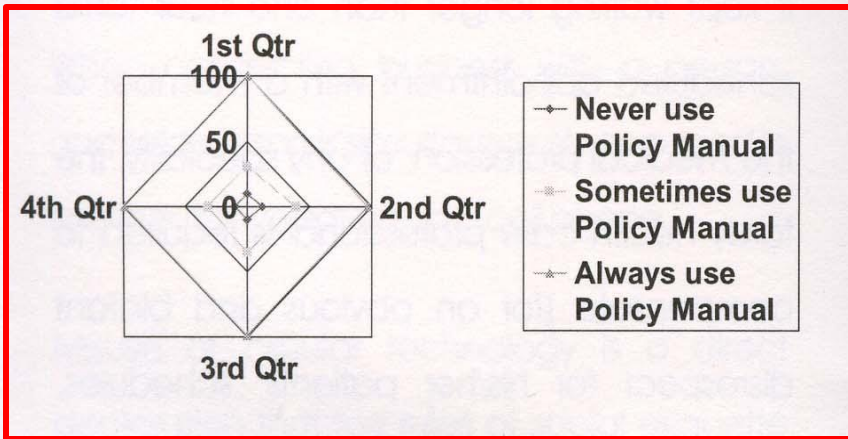 1st Qtr
100
50
4th Qtr
0
2nd Qtr
3rd Qtr
Never use
Policy Manual
Sometimes use
Policy Manual
Always use
Policy Manual